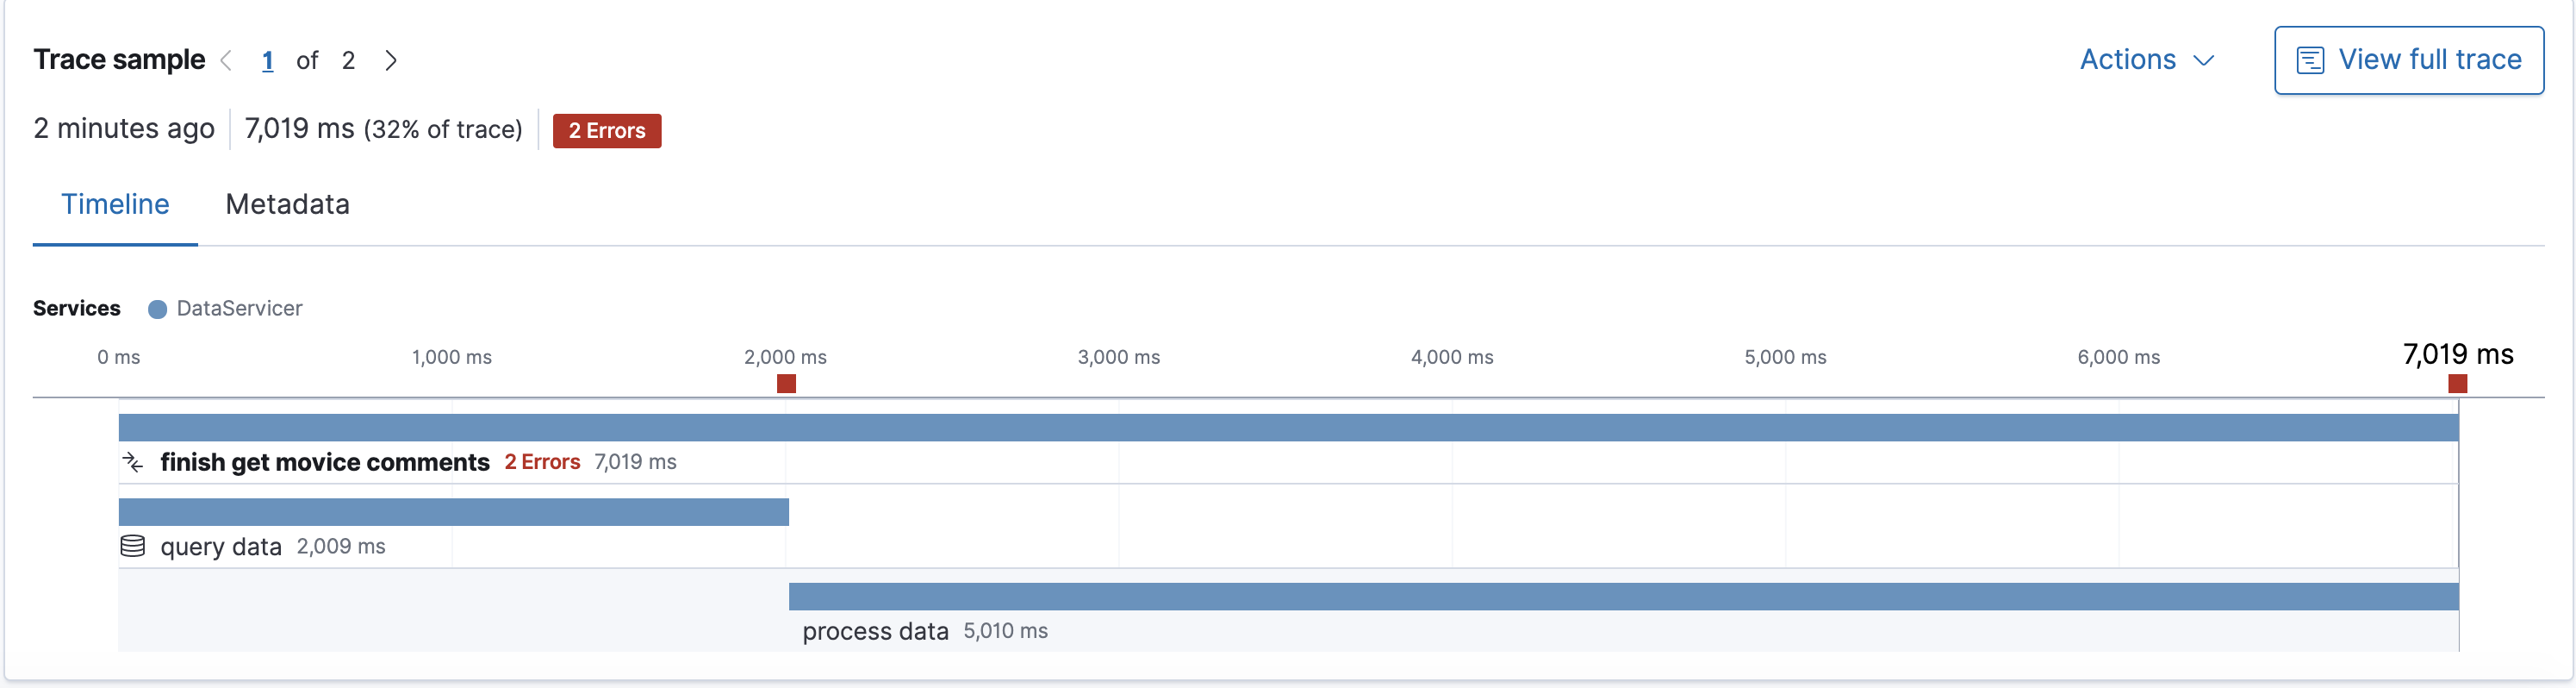 Trace sample 1 of 2 Actions View full trace
2 minutes ago 7,019 ms (32% of trace) 2 Errors
Timeline Metadata
Services DataServicer
0 ms 1,000 ms 2,000 ms 3,000 ms 4,000 ms 5,000 ms 6,000 ms 7,019 ms
finish get movice comments 2 Errors 7,019 ms
query data 2,009 ms
process data 5,010 ms